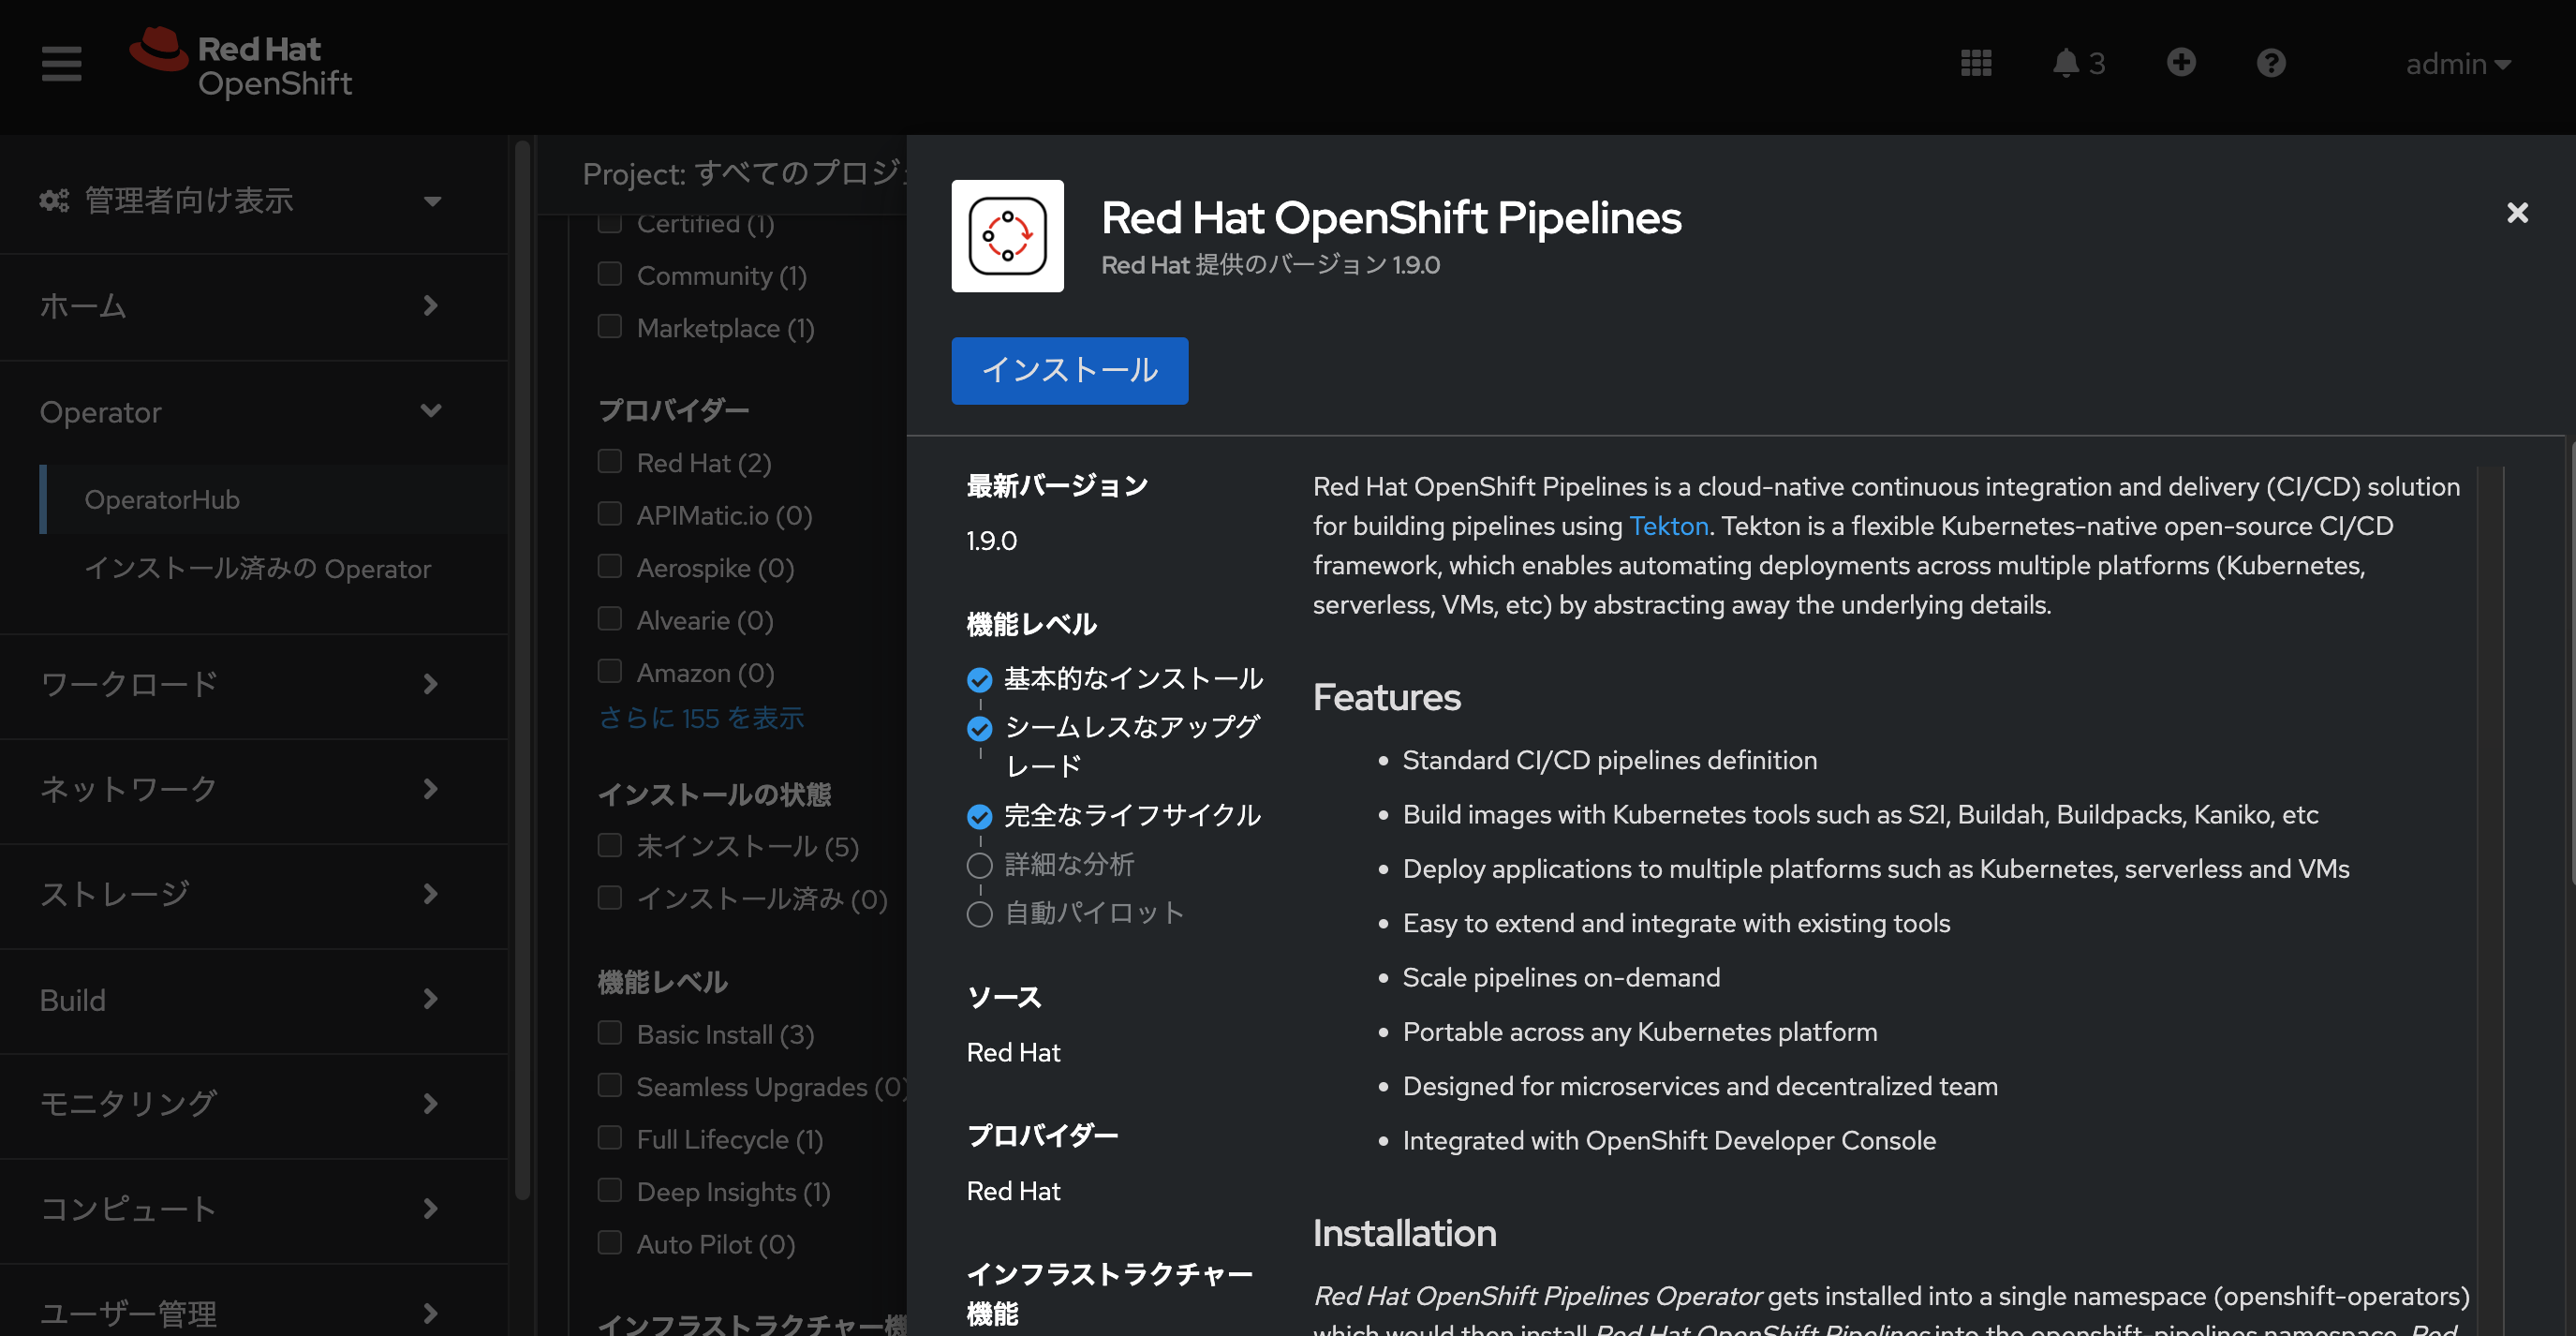 Red Hat
OpenShift
3
admin
管理者向け表示
ホーム
Operator
OperatorHub
インストール済みの Operator
ワークロード
ネットワーク
ストレージ
Build
モニタリング
コンピュート
ユーザー管理
Project: すべてのプロジ
Certified (1)
Community (1)
Marketplace (1)
プロバイダー
Red Hat (2)
APIMatic.io (0)
Aerospike (0)
Alvearie (0)
Amazon (0)
さらに 155 を表示
インストールの状態
未インストール (5)
インストール済み (0)
機能レベル
Basic Install (3)
Seamless Upgrades (0)
Full Lifecycle (1)
Deep Insights (1)
Auto Pilot (0)
インフラストラクチャー機
Red Hat OpenShift Pipelines
Red Hat 提供のバージョン 1.9.0
インストール
最新バージョン
1.9.0
機能レベル
基本的なインストール
シームレスなアップグ
レード
完全なライフサイクル
詳細な分析
自動パイロット
ソース
Red Hat
プロバイダー
Red Hat
インフラストラクチャー
機能
Red Hat OpenShift Pipelines is a cloud-native continuous integration and delivery (CI/CD) solution
for building pipelines using Tekton. Tekton is a flexible Kubernetes-native open-source CI/CD
framework, which enables automating deployments across multiple platforms (Kubernetes,
serverless, VMs, etc) by abstracting away the underlying details.
Features
Standard CI/CD pipelines definition
Build images with Kubernetes tools such as S2I, Buildah, Buildpacks, Kaniko, etc
Deploy applications to multiple platforms such as Kubernetes, serverless and VMs
Easy to extend and integrate with existing tools
Scale pipelines on-demand
Portable across any Kubernetes platform
Designed for microservices and decentralized team
Integrated with OpenShift Developer Console
Installation
Red Hat OpenShift Pipelines Operator gets installed into a single namespace (openshift-operators)
which would then install Red Hat OpenShift Pipelines into the openshift-pipelines namespace. Red